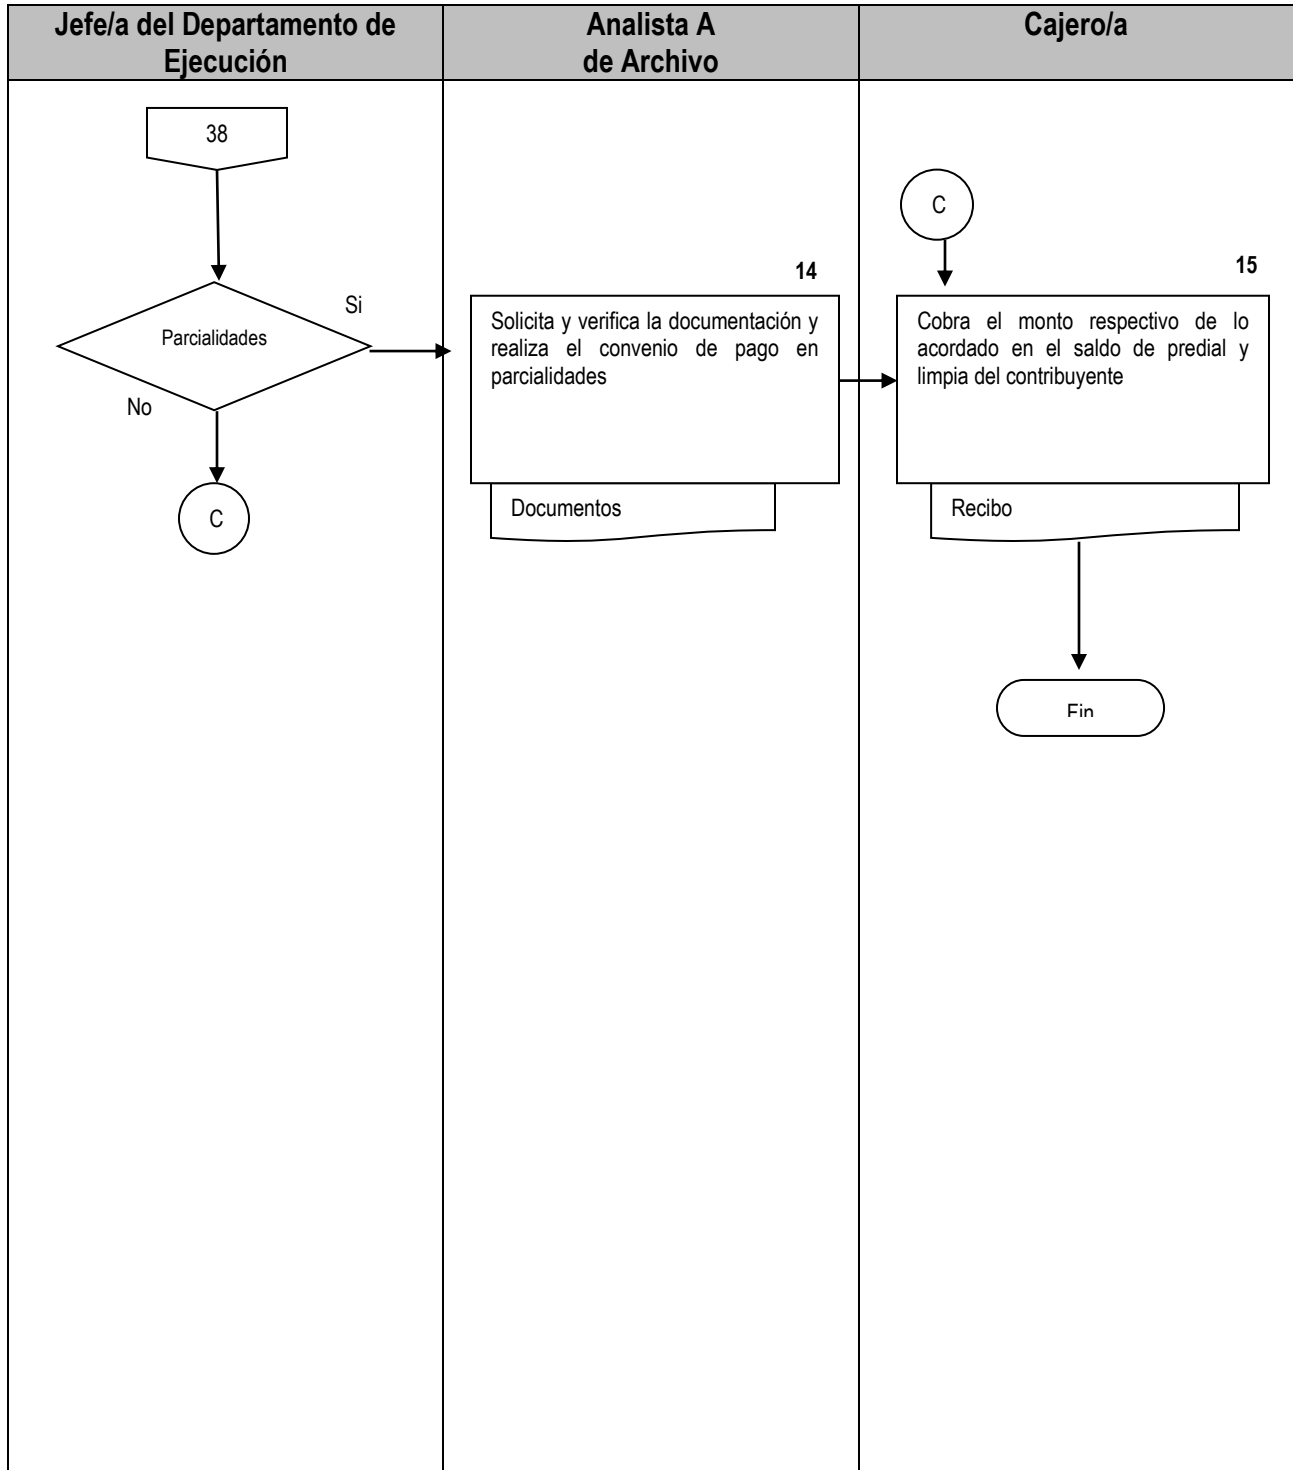 Jefe/a del Departamento de
Ejecución
Analista A
de Archivo
Cajero/a
38
Parcialidades
Si
No
C
14
Solicita y verifica la documentación y
realiza el convenio de pago en
parcialidades
Documentos
C
15
Cobra el monto respectivo de lo
acordado en el saldo de predial y
limpia del contribuyente
Recibo
Fin